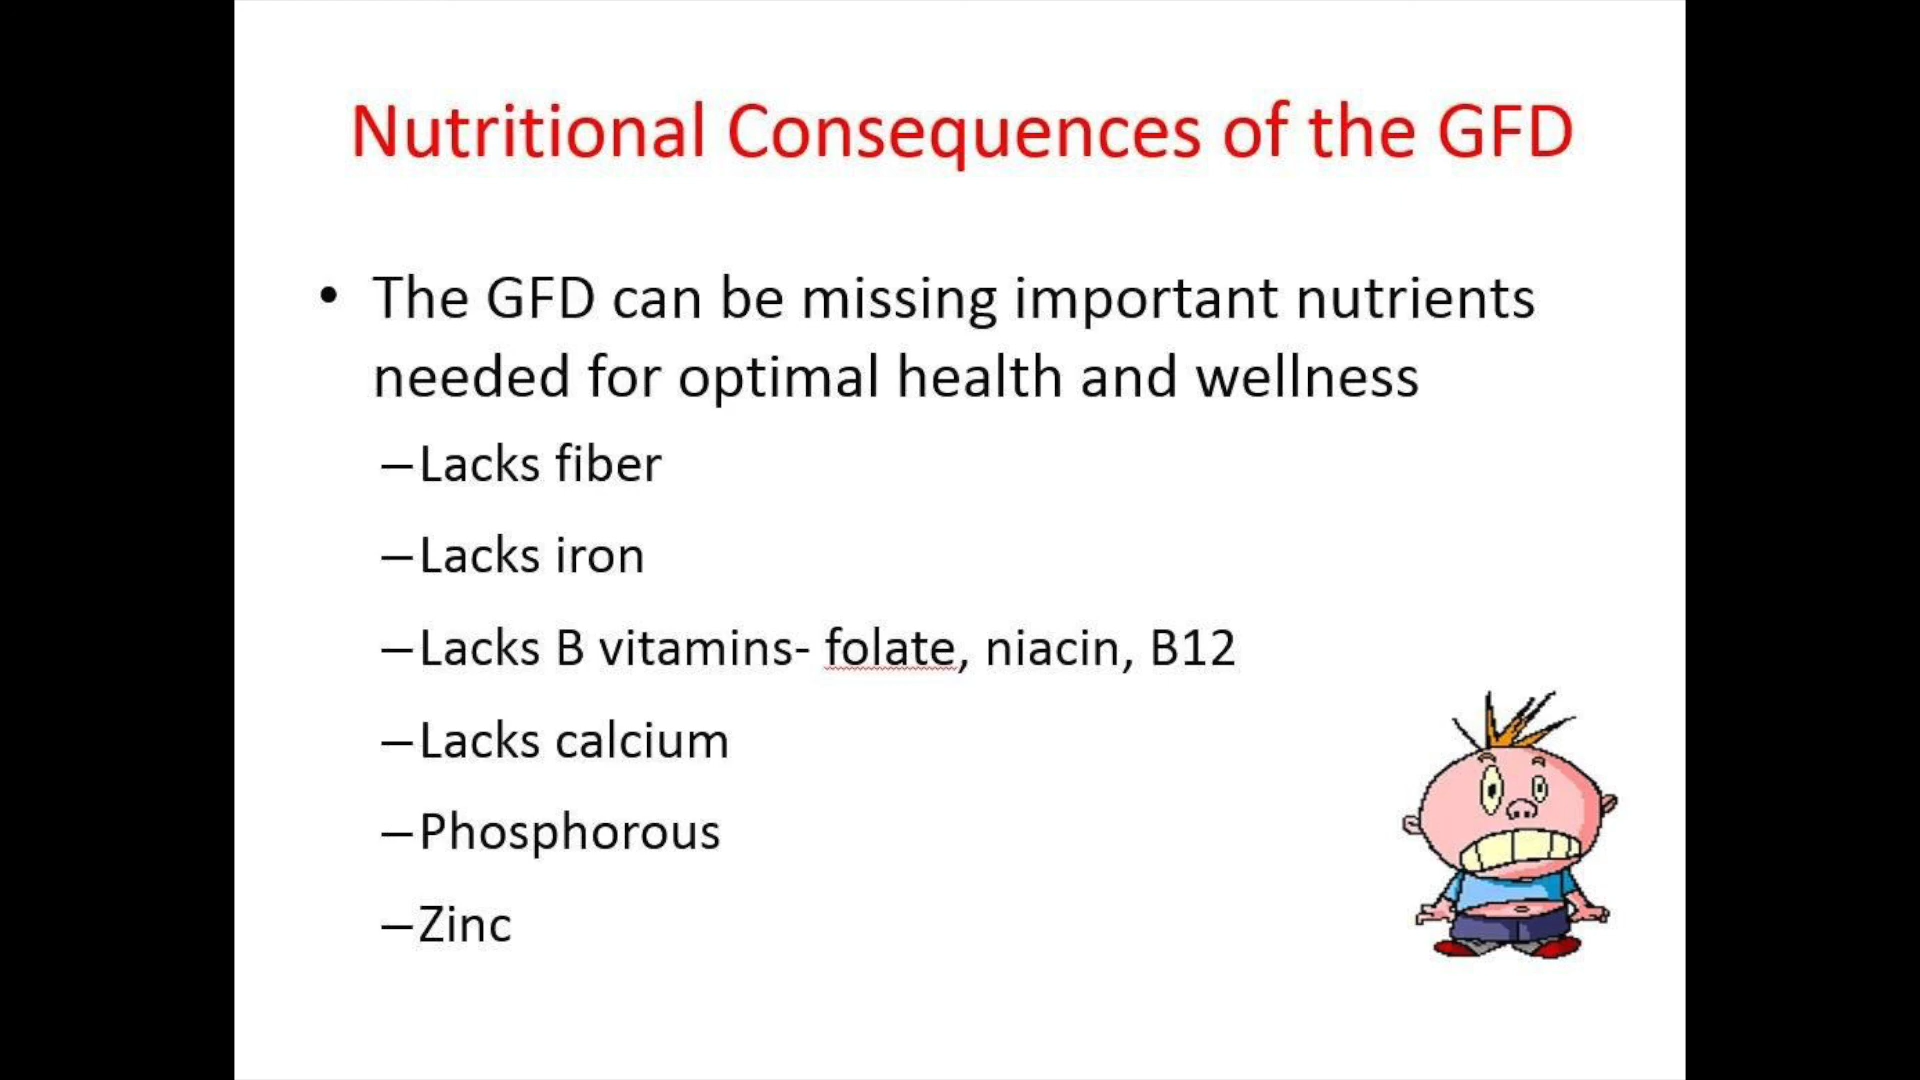 Nutritional Consequences of the GFD
• The GFD can be missing important nutrients
needed for optimal health and wellness
–Lacks fiber
–Lacks iron
–Lacks B vitamins- folate, niacin, B12
–Lacks calcium
–Phosphorous
–Zinc